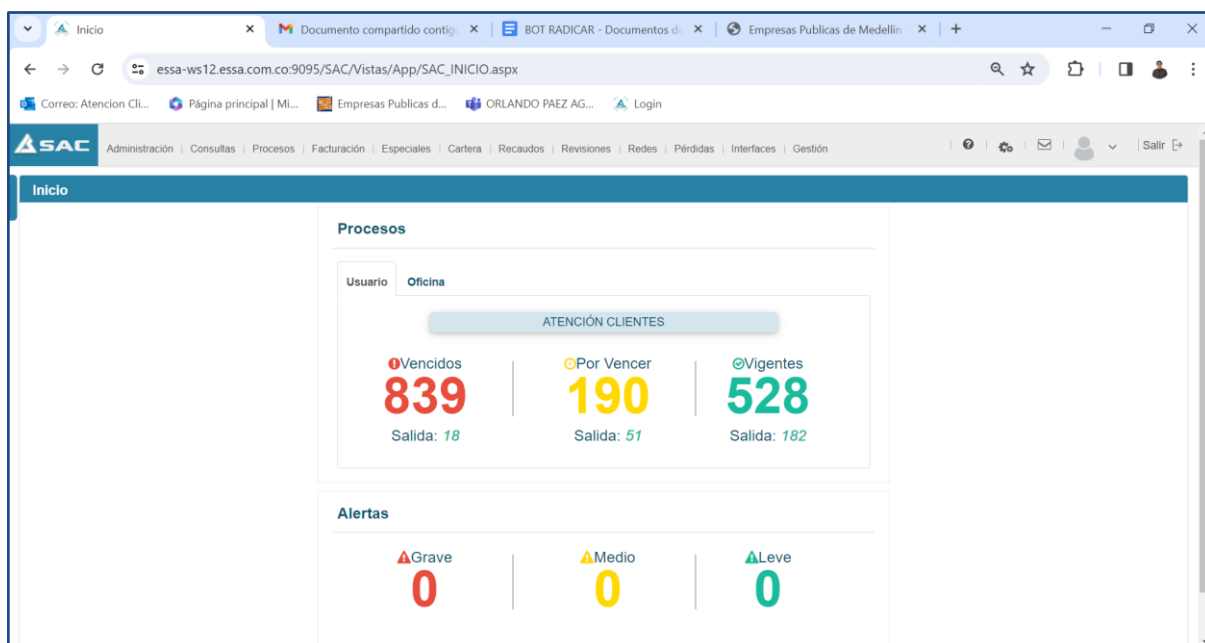 Inicio
Documento compartido contig
BOT RADICAR - Documentos d
Empresas Publicas de Medellin
essa-ws12.essa.com.co:9095/SAC/Vistas/App/SAC_INICIO.aspx
Correo: Atencion Cli...
Página principal | Mi...
Empresas Publicas d...
ORLANDO PAEZ AG...
Login
SAC
Administración | Consultas | Procesos | Facturación | Especiales | Cartera | Recaudos | Revisiones | Redes | Pérdidas | Interfaces | Gestión
Salir
Inicio
Procesos
Usuario Oficina
ATENCIÓN CLIENTES
Vencidos Por Vencer Vigentes
839 190 528
Salida: 18 Salida: 51 Salida: 182
Alertas
Grave Medio Leve
0 0 0